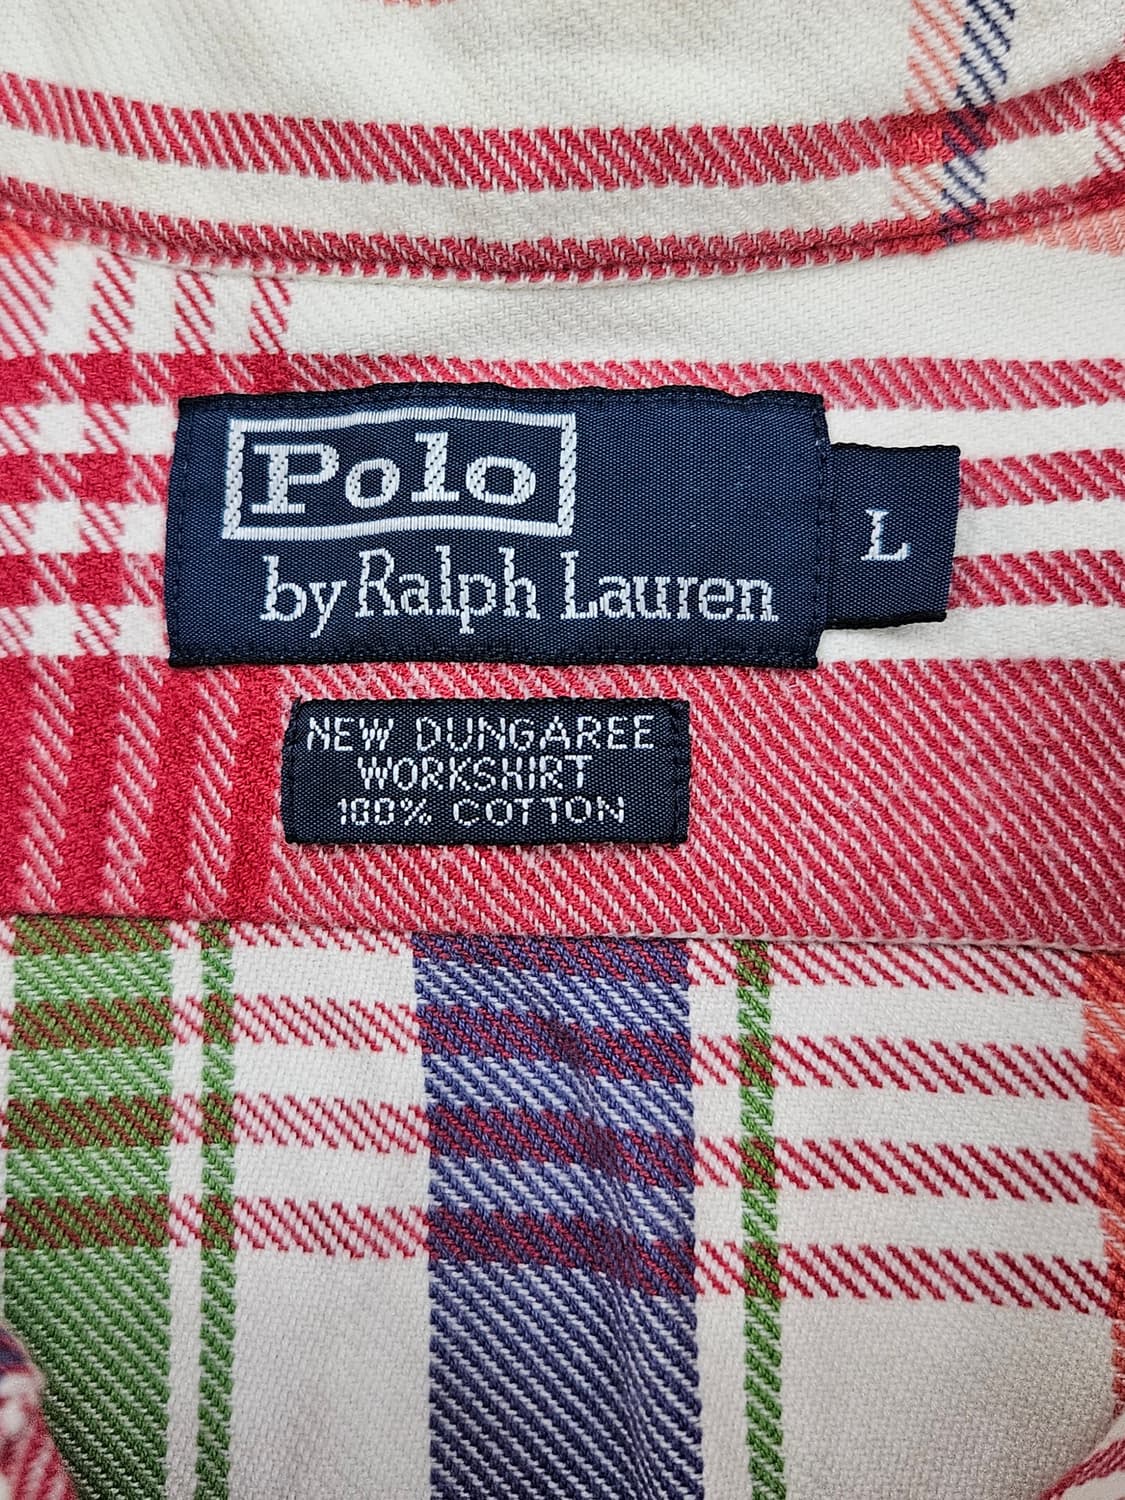 Polo
by Ralph Lauren
L
NEW DUNGAREE
WORKSHIRT
100% COTTON